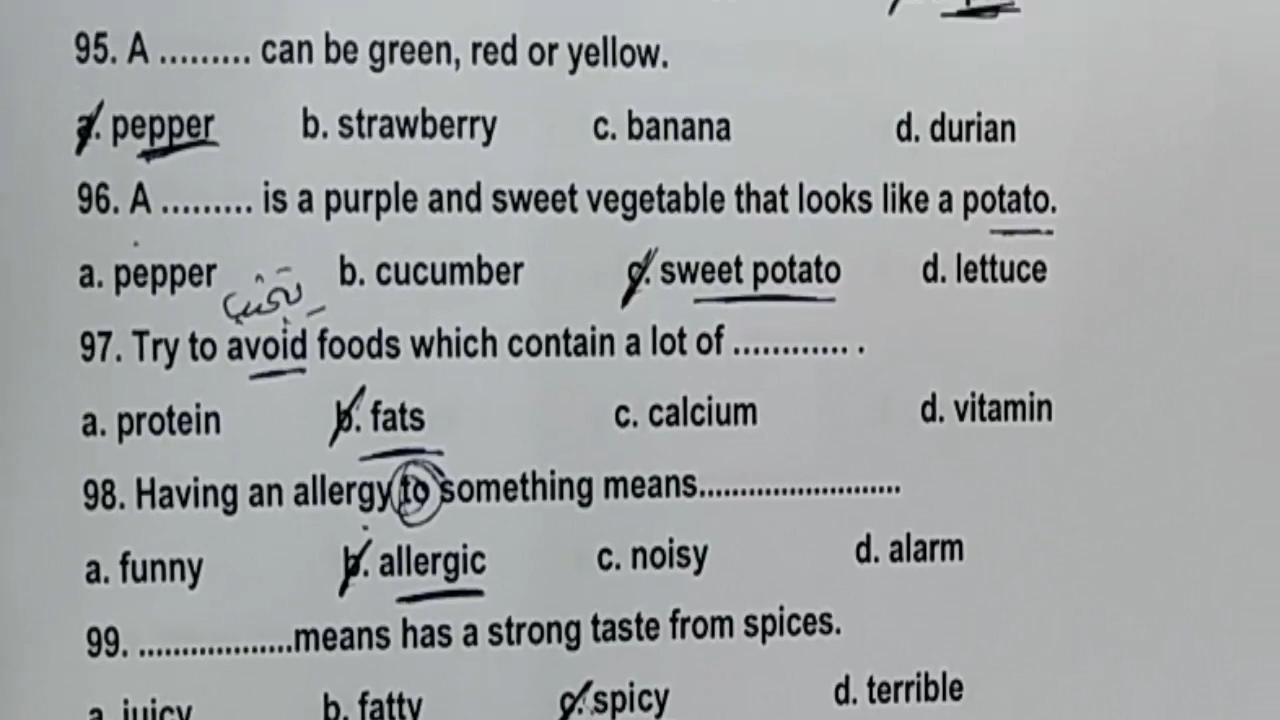 95. A ......... can be green, red or yellow.
a. pepper b. strawberry c. banana d. durian
96. A ......... is a purple and sweet vegetable that looks like a potato.
a. pepper b. cucumber c. sweet potato d. lettuce
يتجنب
97. Try to avoid foods which contain a lot of ............ .
a. protein b. fats c. calcium d. vitamin
98. Having an allergy to something means........................
a. funny b. allergic c. noisy d. alarm
99. ..................means has a strong taste from spices.
a. juicy b. fatty c. spicy d. terrible